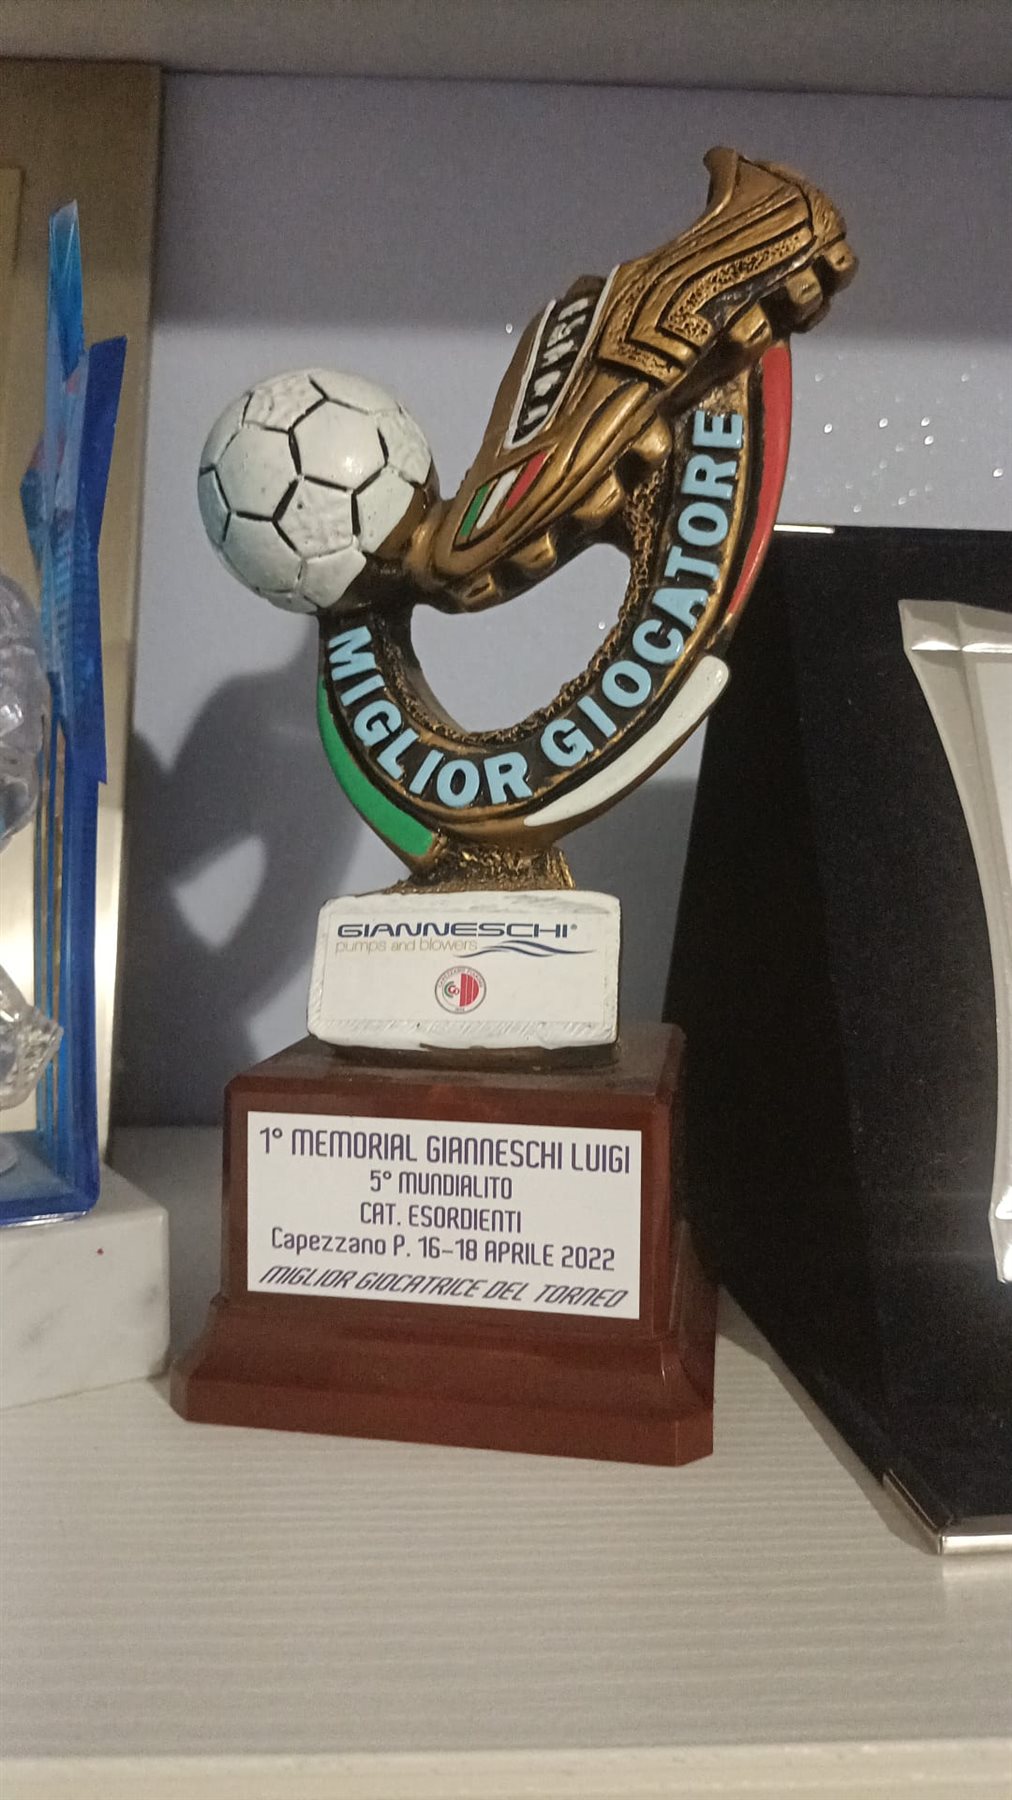 MIGLIOR GIOCATORE
GIANNESCHI®
pumps and blowers
1° MEMORIAL GIANNESCHI LUIGI
5° MUNDIALITO
CAT. ESORDIENTI
Capezzano P. 16-18 APRILE 2022
MIGLIOR GIOCATRICE DEL TORNEO